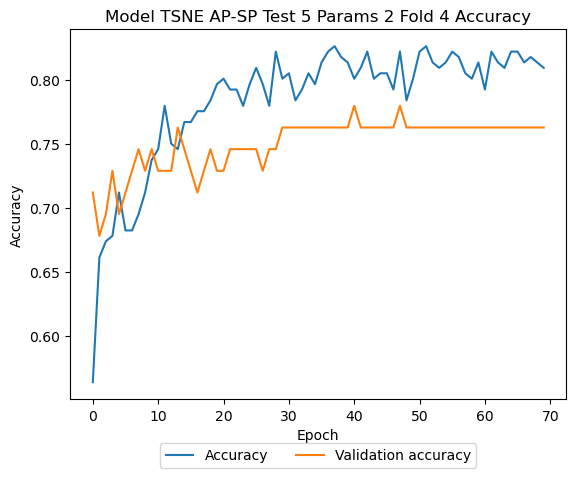 Model TSNE AP-SP Test 5 Params 2 Fold 4 Accuracy
Accuracy
0.80
0.75
0.70
0.65
0.60
0 10 20 30 40 50 60 70
Epoch
Accuracy Validation accuracy